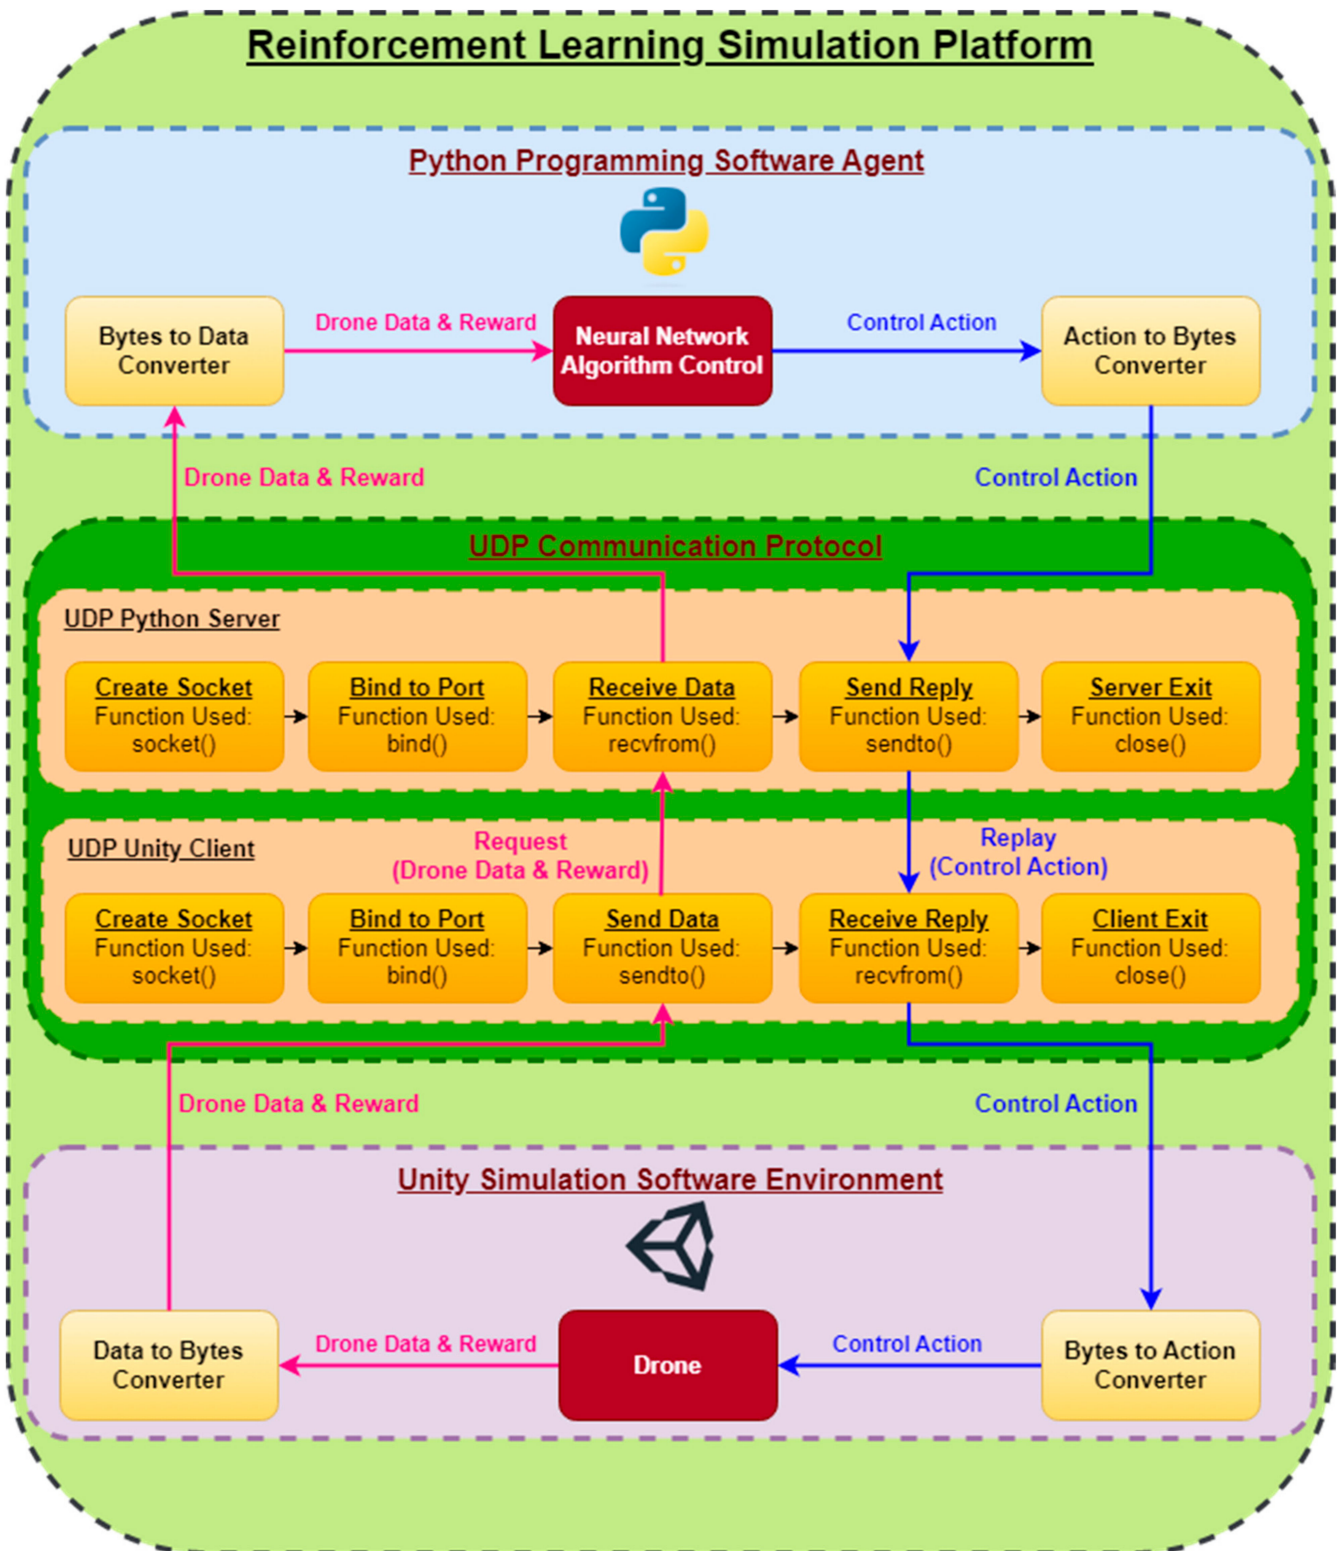 Reinforcement Learning Simulation Platform
Python Programming Software Agent
Bytes to Data
Converter
Drone Data & Reward
Neural Network
Algorithm Control
Control Action
Action to Bytes
Converter
Drone Data & Reward
Control Action
UDP Communication Protocol
UDP Python Server
Create Socket
Function Used:
socket()
Bind to Port
Function Used:
bind()
Receive Data
Function Used:
recvfrom()
Send Reply
Function Used:
sendto()
Server Exit
Function Used:
close()
UDP Unity Client
Request
(Drone Data & Reward)
Replay
(Control Action)
Create Socket
Function Used:
socket()
Bind to Port
Function Used:
bind()
Send Data
Function Used:
sendto()
Receive Reply
Function Used:
recvfrom()
Client Exit
Function Used:
close()
Drone Data & Reward
Control Action
Unity Simulation Software Environment
Data to Bytes
Converter
Drone Data & Reward
Drone
Control Action
Bytes to Action
Converter